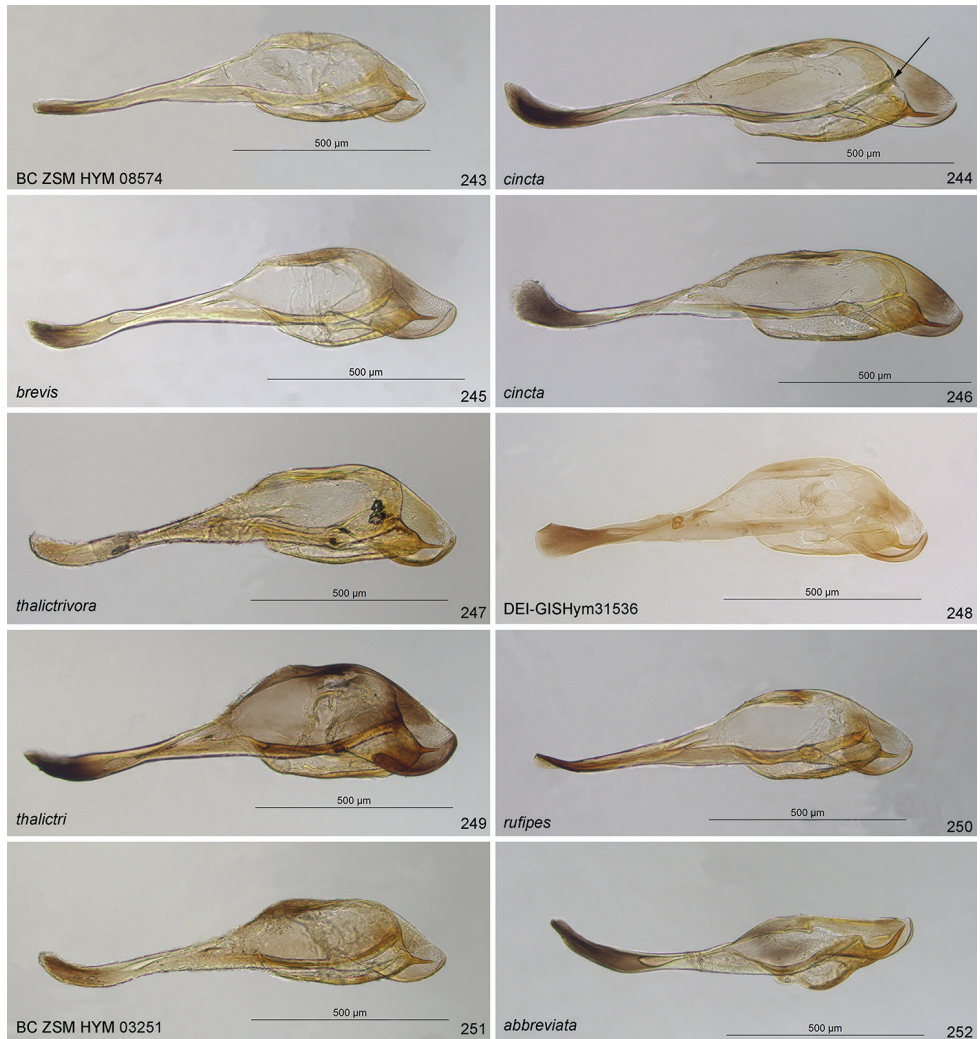 500 µm
BC ZSM HYM 08574
243
500 µm
cincta
244
500 µm
brevis
245
500 µm
cincta
246
500 µm
thalictrivora
247
500 µm
DEI-GISHym31536
248
500 µm
thalictri
249
500 µm
rufipes
250
500 µm
BC ZSM HYM 03251
251
500 µm
abbreviata
252